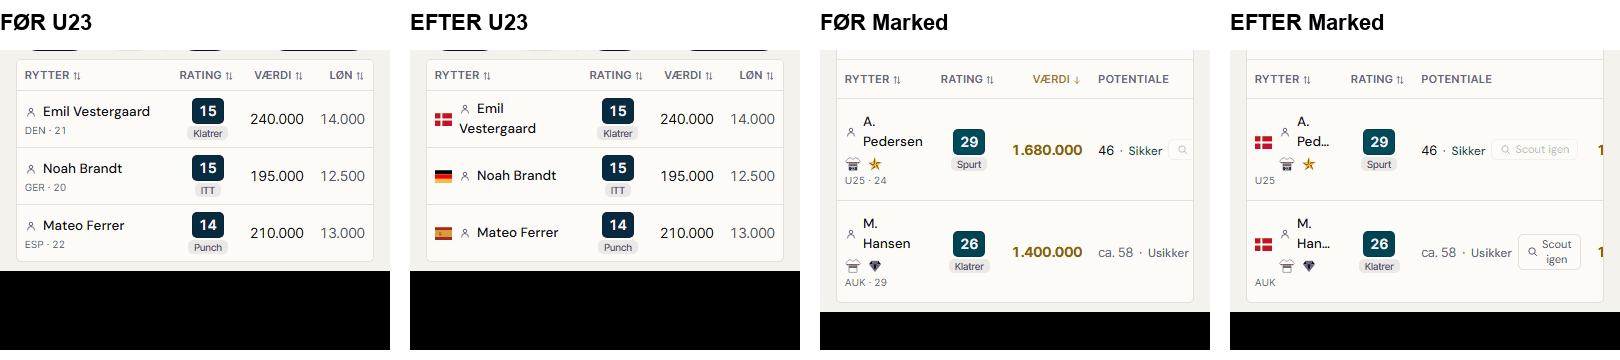 FØR U23
RYTTER RATING VÆRDI LØN
Emil Vestergaard 15 240.000 14.000
DEN · 21 Klatrer
Noah Brandt 15 195.000 12.500
GER · 20 ITT
Mateo Ferrer 14 210.000 13.000
ESP · 22 Punch
EFTER U23
RYTTER RATING VÆRDI LØN
Emil
Vestergaard 15 240.000 14.000
Klatrer
Noah Brandt 15 195.000 12.500
ITT
Mateo Ferrer 14 210.000 13.000
Punch
FØR Marked
RYTTER RATING VÆRDI POTENTIALE
A.
Pedersen 29 1.680.000 46 · Sikker
Spurt
U25 · 24
M.
Hansen 26 1.400.000 ca. 58 · Usikker
Klatrer
AUK · 29
EFTER Marked
RYTTER RATING POTENTIALE
A.
Ped... 29 46 · Sikker Scout igen 1
Spurt
U25
M.
Han... 26 ca. 58 · Usikker Scout igen 1
Klatrer
AUK